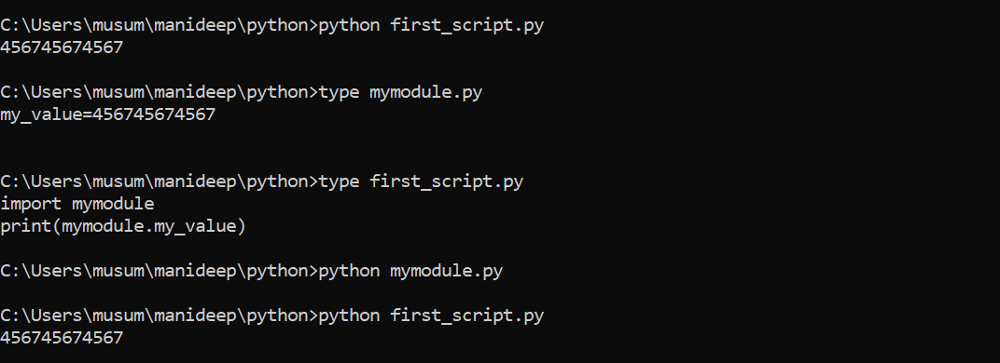 C:\Users\musum\manideep\python>python first_script.py
456745674567
C:\Users\musum\manideep\python>type mymodule.py
my_value=456745674567
C:\Users\musum\manideep\python>type first_script.py
import mymodule
print(mymodule.my_value)
C:\Users\musum\manideep\python>python mymodule.py
C:\Users\musum\manideep\python>python first_script.py
456745674567